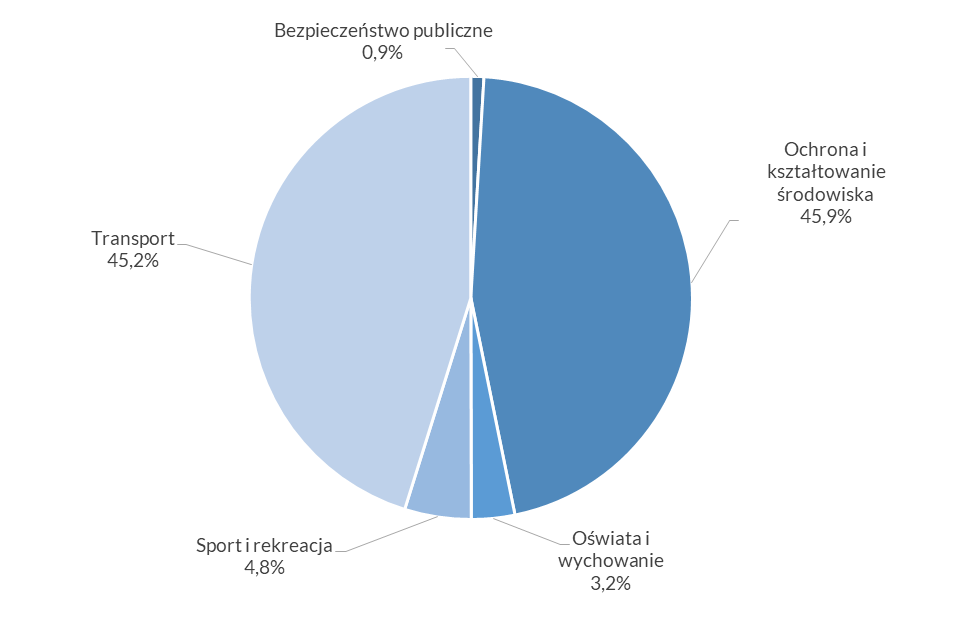 Bezpieczeństwo publiczne
0,9%
Ochrona i
kształtowanie
środowiska
45,9%
Transport
45,2%
Sport i rekreacja
4,8%
Oświata i
wychowanie
3,2%